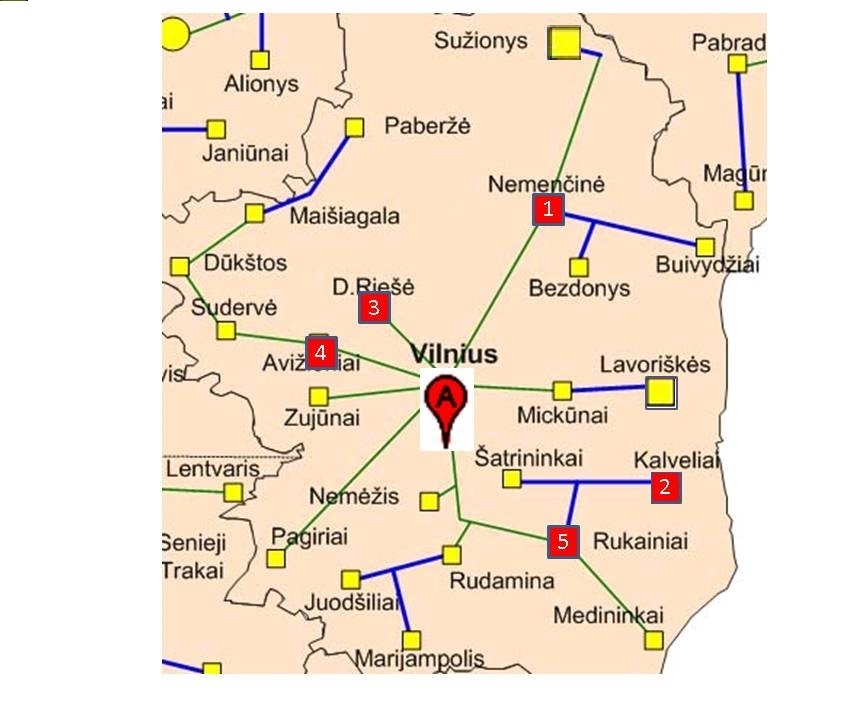 Sužionys
Pabrad
Alionys
ai
Paberžė
Janiūnai
Magūr
Nemenčinė
1
Maišiagala
Dūkštos
Buivydžiai
Bezdonys
D.Riešė
3
Sudervė
4
Vilnius
Avižieniai
vis
A
Lavoriškės
Zujūnai
Mickūnai
Šatrininkai
Kalveliai
Lentvaris
2
Nemėžis
Pagiriai
Senieji
Trakai
5
Rukainiai
Rudamina
Juodšiliai
Medininkai
Marijampolis